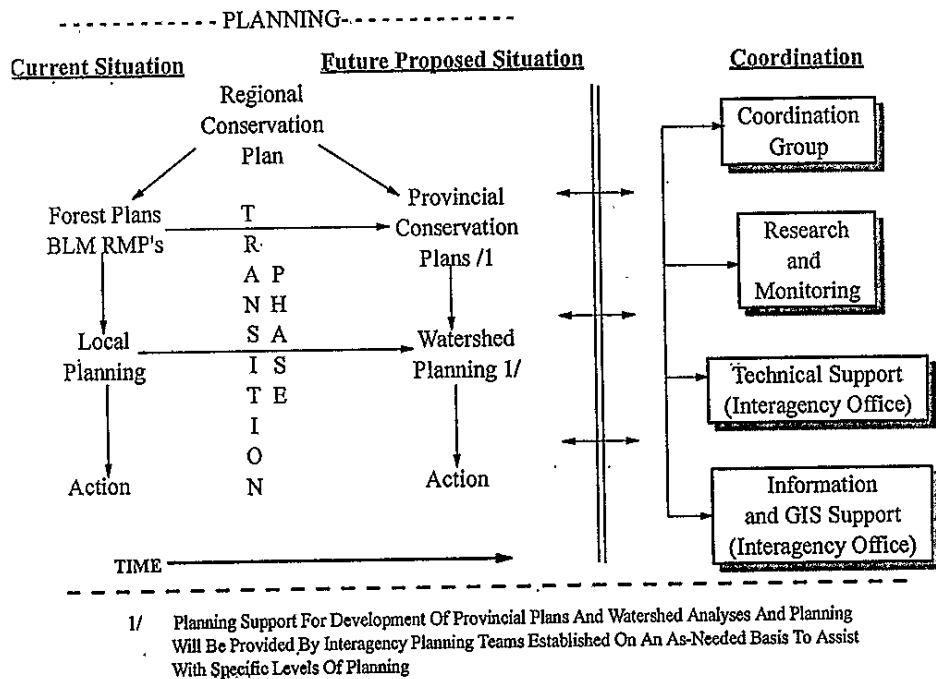 PLANNING
Current Situation
Future Proposed Situation
Coordination
Regional
Conservation
Plan
Forest Plans
BLM RMP's
Local
Planning
Action
TRANSITION
PHASE
Provincial
Conservation
Plans /1
Watershed
Planning 1/
Action
TIME
Coordination
Group
Research
and
Monitoring
Technical Support
(Interagency Office)
Information
and GIS Support
(Interagency Office)
1/ Planning Support For Development Of Provincial Plans And Watershed Analyses And Planning
Will Be Provided By Interagency Planning Teams Established On An As-Needed Basis To Assist
With Specific Levels Of Planning